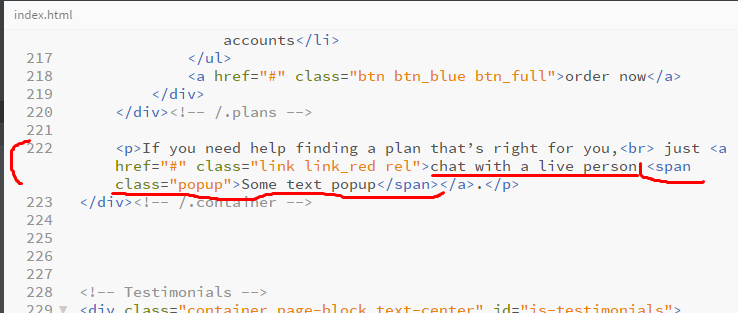 index.html
accounts</li>
217 </ul>
218 <a href="#" class="btn btn_blue btn_full">order now</a>
219 </div>
220 </div><!-- /.plans -->
221
222 <p>If you need help finding a plan that’s right for you,<br> just <a
href="#" class="link link_red rel">chat with a live person <span
class="popup">Some text popup</span></a>.</p>
223 </div><!-- /.container -->
224
225
226
227
228 <!-- Testimonials -->
229 <div class="container page-block text-center" id="js-testimonials">